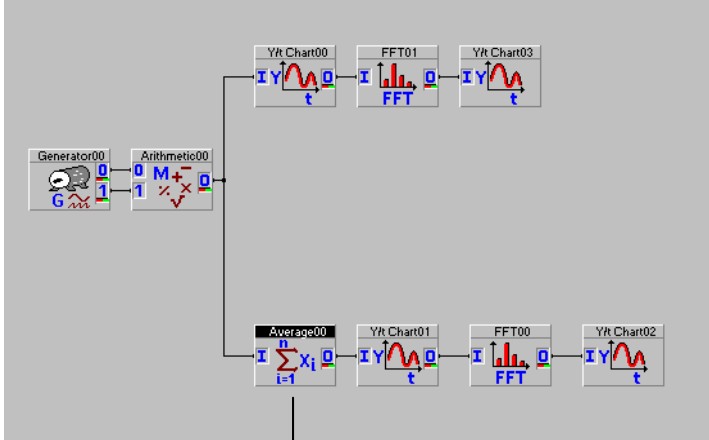 Y/t Chart00
FFT01
Y/t Chart03
I Y t 0
I FFT 0
I Y t
Generator00
Arithmetic00
G 0 1
0 1 M + − % × √ 0
Average00
Y/t Chart01
FFT00
Y/t Chart02
I n Σ Xi i=1 0
I Y t 0
I FFT 0
I Y t